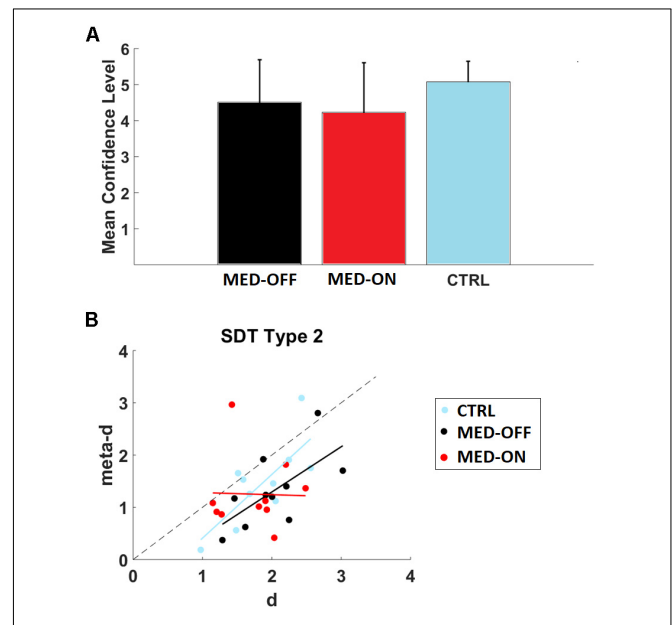 A
6
5
4
3
2
1
Mean Confidence Level
MED-OFF MED-ON CTRL
B
SDT Type 2
4
3
2
1
0
meta-d
0 1 2 3 4
d
CTRL
MED-OFF
MED-ON